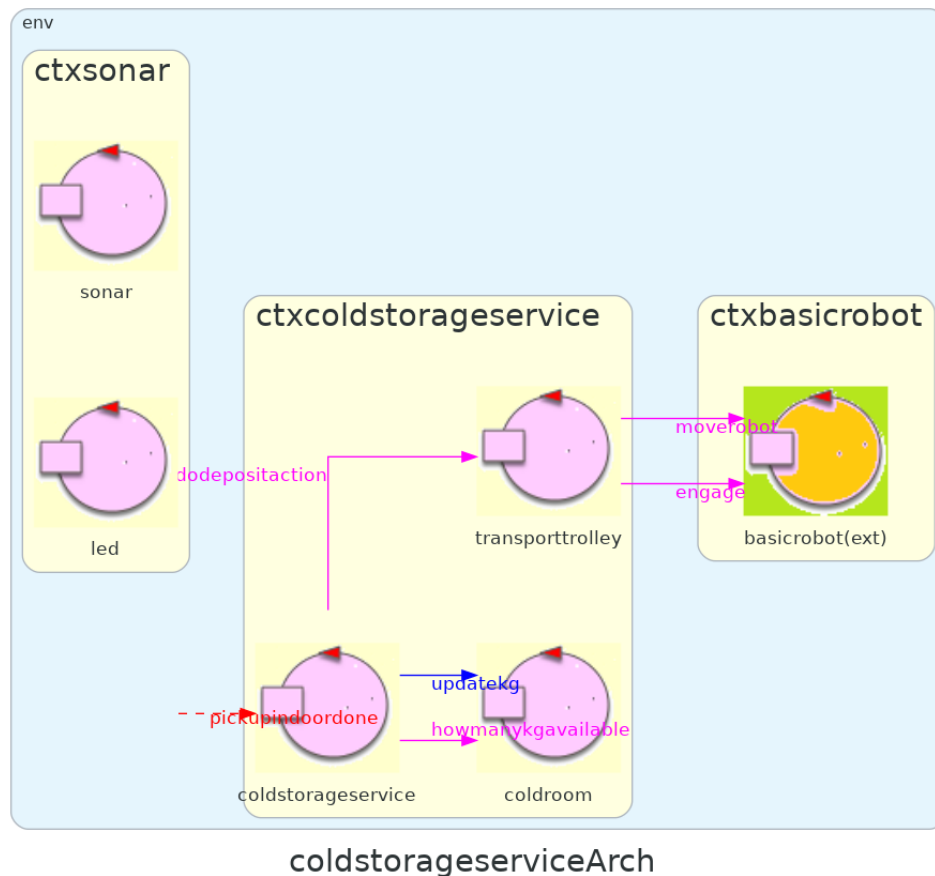 env
ctxsonar
sonar
led
ctxcoldstorageservice
ctxbasicrobot
dodepositaction
moverobot
engage
transporttrolley
basicrobot(ext)
updatekg
pickupindoordone
howmanykgavailable
coldstorageservice
coldroom
coldstorageserviceArch